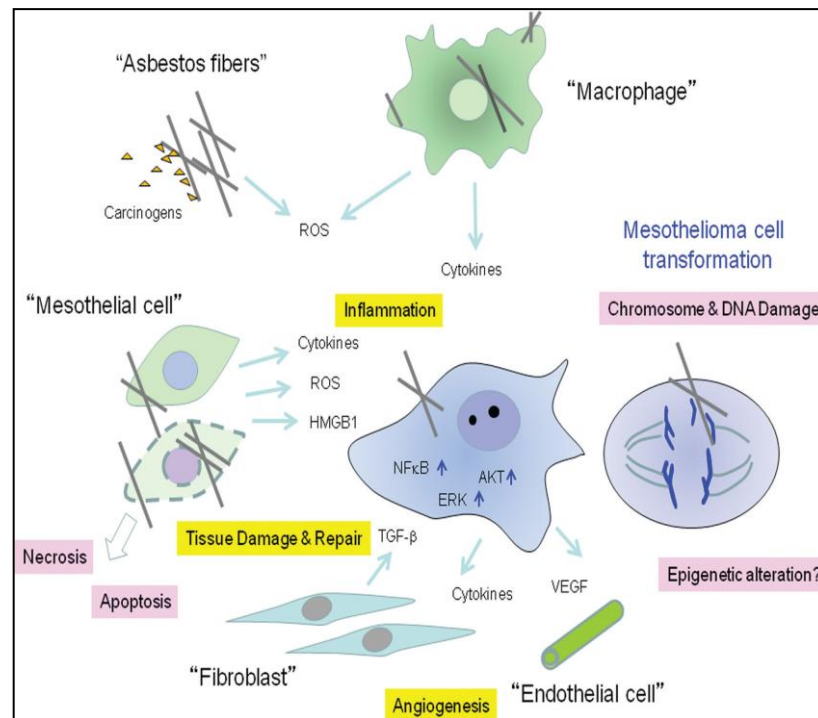 “Asbestos fibers”
“Macrophage”
Carcinogens
ROS
Cytokines
Mesothelioma cell
transformation
“Mesothelial cell”
Inflammation
Chromosome & DNA Damage
Cytokines
ROS
HMGB1
NFκB
AKT
ERK
Tissue Damage & Repair
TGF-β
Necrosis
Apoptosis
Cytokines
VEGF
Epigenetic alteration?
“Fibroblast”
Angiogenesis
“Endothelial cell”